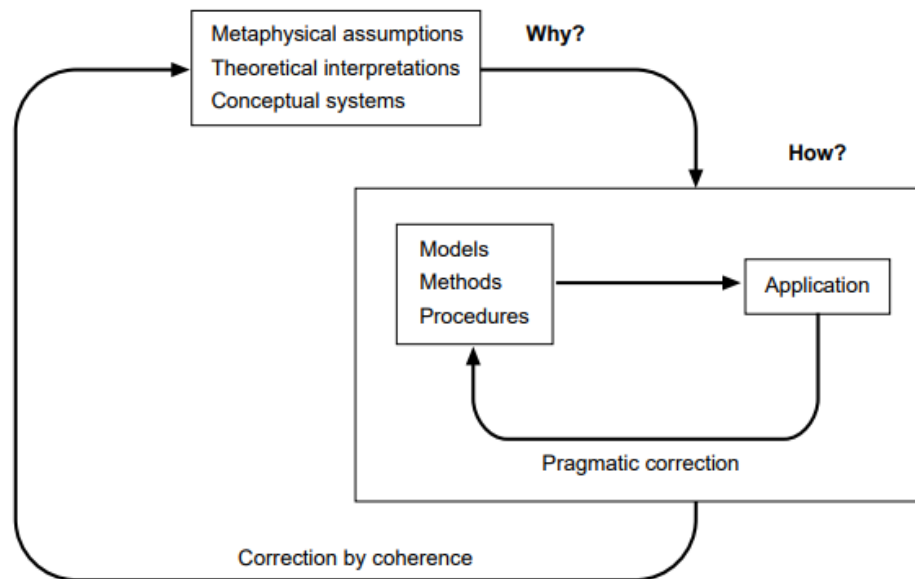 Metaphysical assumptions
Theoretical interpretations
Conceptual systems
Why?
How?
Models
Methods
Procedures
Application
Pragmatic correction
Correction by coherence